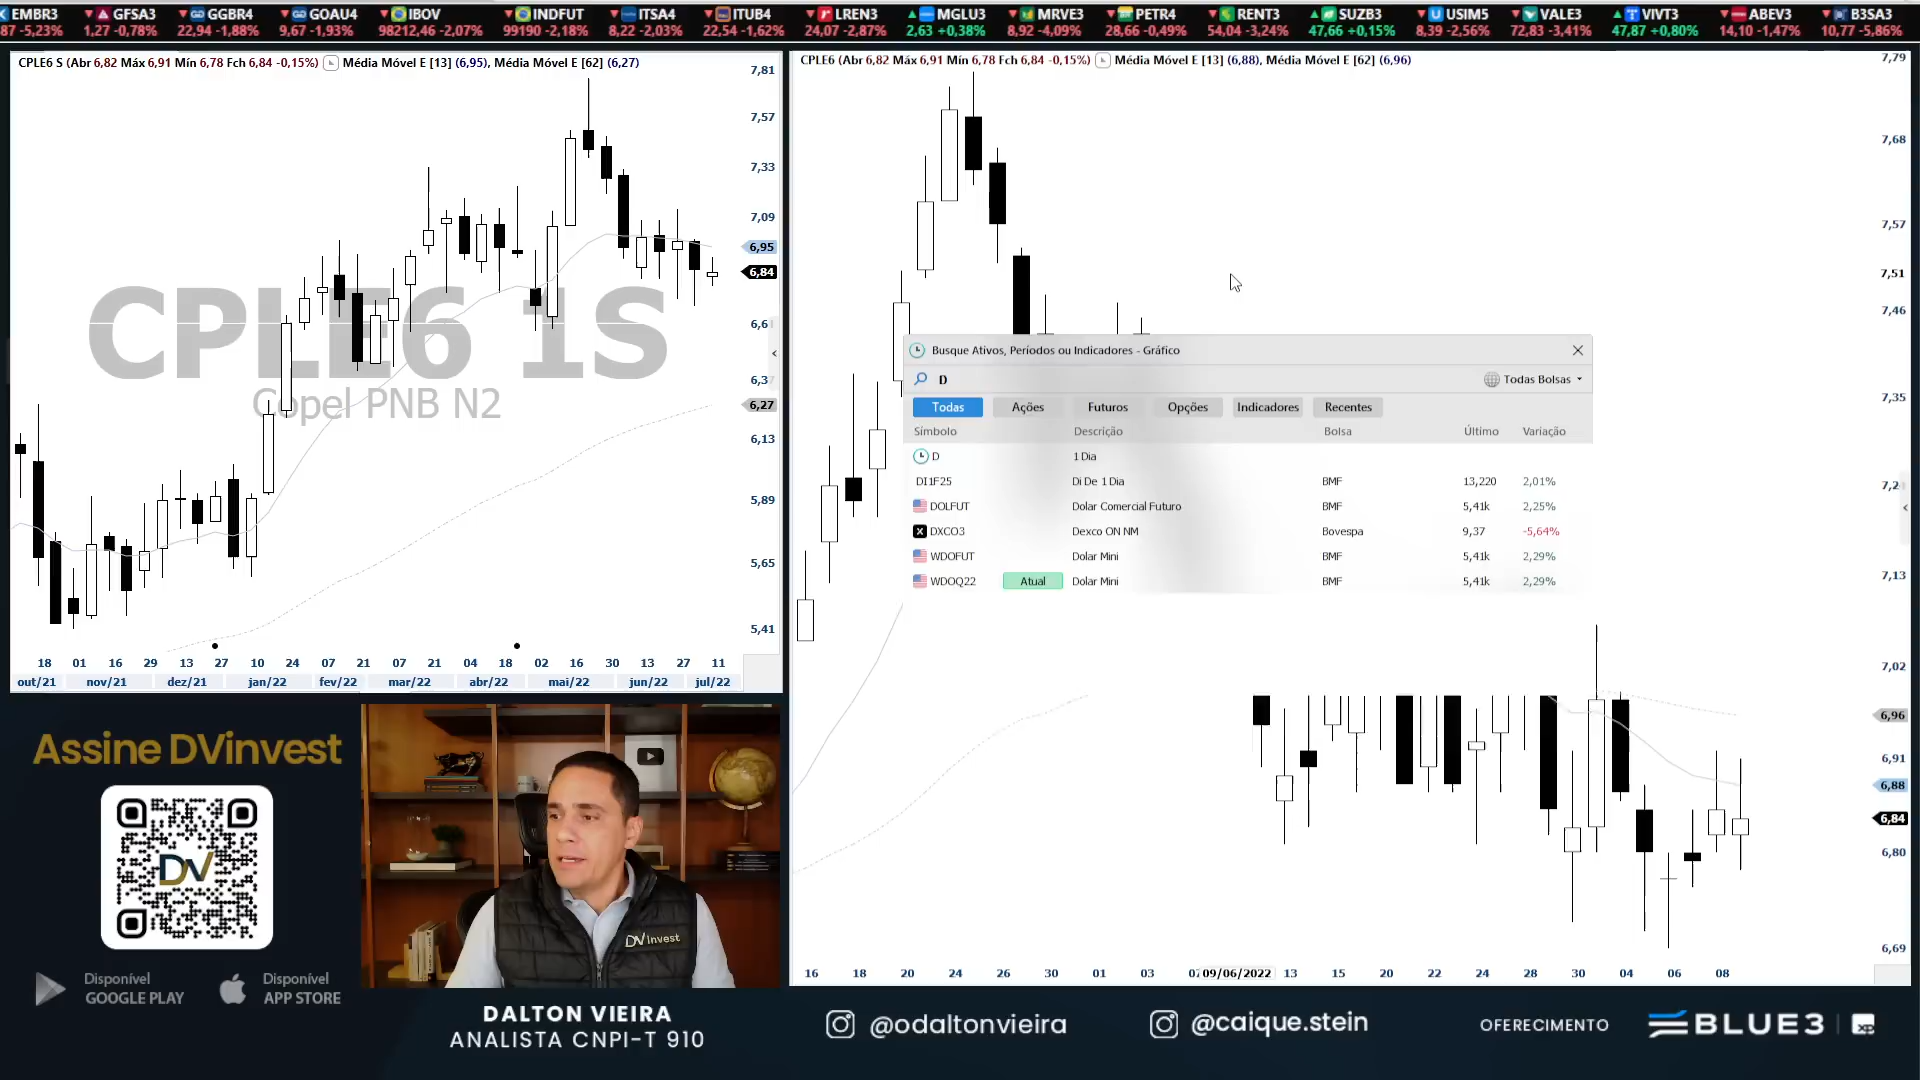 EMBR3 GFSA3 GGBR4 GOAU4 IBOV INDFUT ITSA4 ITUB4 LREN3 MGLU3 MRVE3 PETR4 RENT3 SUZB3 USIM5 VALE3 VIVT3 ABEV3 B3SA3
87 -5,23% 1,27 -0,78% 22,94 -1,88% 9,67 -1,93% 98212,46 -2,07% 99190 -2,18% 8,22 -2,03% 22,54 -1,62% 24,07 -2,87% 2,63 +0,38% 8,92 -4,09% 28,66 -0,49% 54,04 -3,24% 47,66 +0,15% 8,39 -2,56% 72,83 -3,41% 47,87 +0,80% 14,10 -1,47% 10,77 -5,86%
CPLE6 S (Abr 6,82 Máx 6,91 Mín 6,78 Fch 6,84 -0,15%) Média Móvel E [13] (6,95), Média Móvel E [62] (6,27)
7,81
7,57
7,33
7,09
6,95
6,84
6,61
6,37
6,27
6,13
5,89
5,65
5,41
CPLE6 1S
Copel PNB N2
18 01 16 29 13 27 10 24 07 21 07 21 04 18 02 16 30 13 27 11
out/21 nov/21 dez/21 jan/22 fev/22 mar/22 abr/22 mai/22 jun/22 jul/22
CPLE6 (Abr 6,82 Máx 6,91 Mín 6,78 Fch 6,84 -0,15%) Média Móvel E [13] (6,88), Média Móvel E [62] (6,96)
7,79
7,68
7,57
7,51
7,46
7,35
7,2
7,13
7,02
6,96
6,91
6,88
6,84
6,80
6,69
Busque Ativos, Períodos ou Indicadores - Gráfico
D Todas Bolsas
Todas Ações Futuros Opções Indicadores Recentes
Símbolo Descrição Bolsa Último Variação
D 1 Dia
DI1F25 Di De 1 Dia BMF 13,220 2,01%
DOLFUT Dolar Comercial Futuro BMF 5,41k 2,25%
DXCO3 Dexco ON NM Bovespa 9,37 -5,64%
WDOFUT Dolar Mini BMF 5,41k 2,29%
WDOQ22 Atual Dolar Mini BMF 5,41k 2,29%
16 18 20 24 26 30 01 03 07 09/06/2022 13 15 20 22 24 28 30 04 06 08
Assine DVinvest
DV
Disponível
GOOGLE PLAY
Disponível
APP STORE
DV Invest
DALTON VIEIRA
ANALISTA CNPI-T 910
@odaltonvieira
@caique.stein
OFERECIMENTO
BLUE3
xp